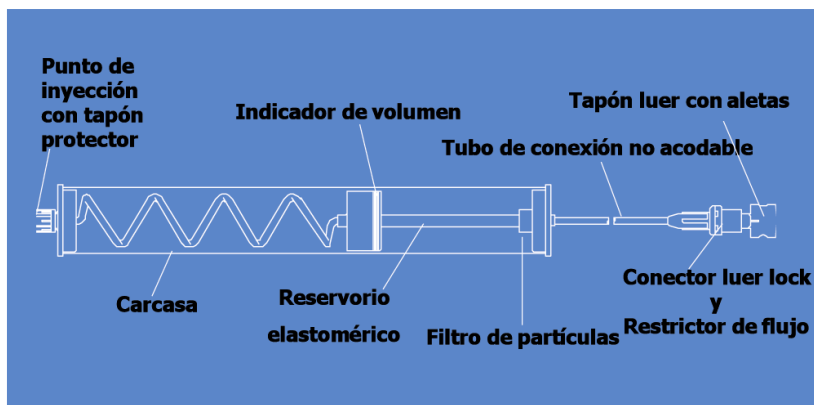 Punto de
inyección
con tapón
protector
Indicador de volumen
Tapón luer con aletas
Tubo de conexión no acodable
Carcasa
Reservorio
elastomérico
Filtro de partículas
Conector luer lock
y
Restrictor de flujo